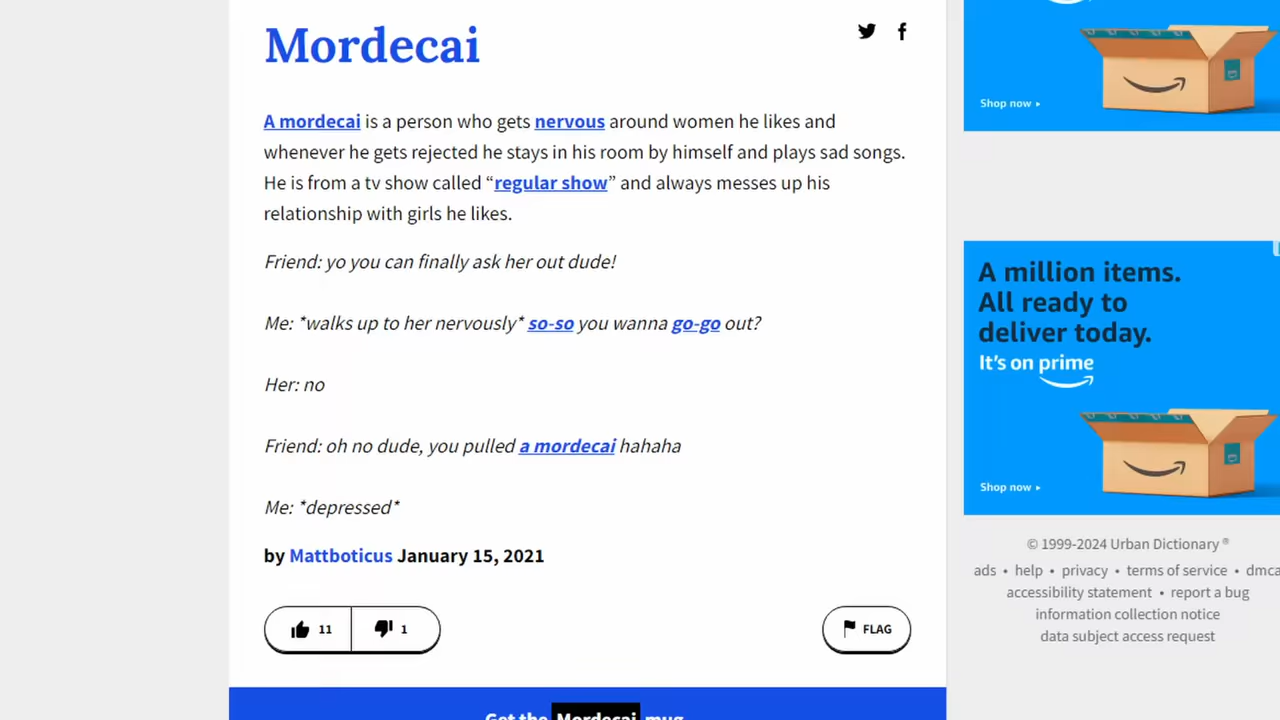 Mordecai
A mordecai is a person who gets nervous around women he likes and
whenever he gets rejected he stays in his room by himself and plays sad songs.
He is from a tv show called “regular show” and always messes up his
relationship with girls he likes.
Friend: yo you can finally ask her out dude!
Me: *walks up to her nervously* so-so you wanna go-go out?
Her: no
Friend: oh no dude, you pulled a mordecai hahaha
Me: *depressed*
by Mattboticus January 15, 2021
11
1
FLAG
Get the Mordecai mug
Shop now
A million items.
All ready to
deliver today.
It's on prime
Shop now
© 1999-2024 Urban Dictionary ®
ads • help • privacy • terms of service • dmca
accessibility statement • report a bug
information collection notice
data subject access request